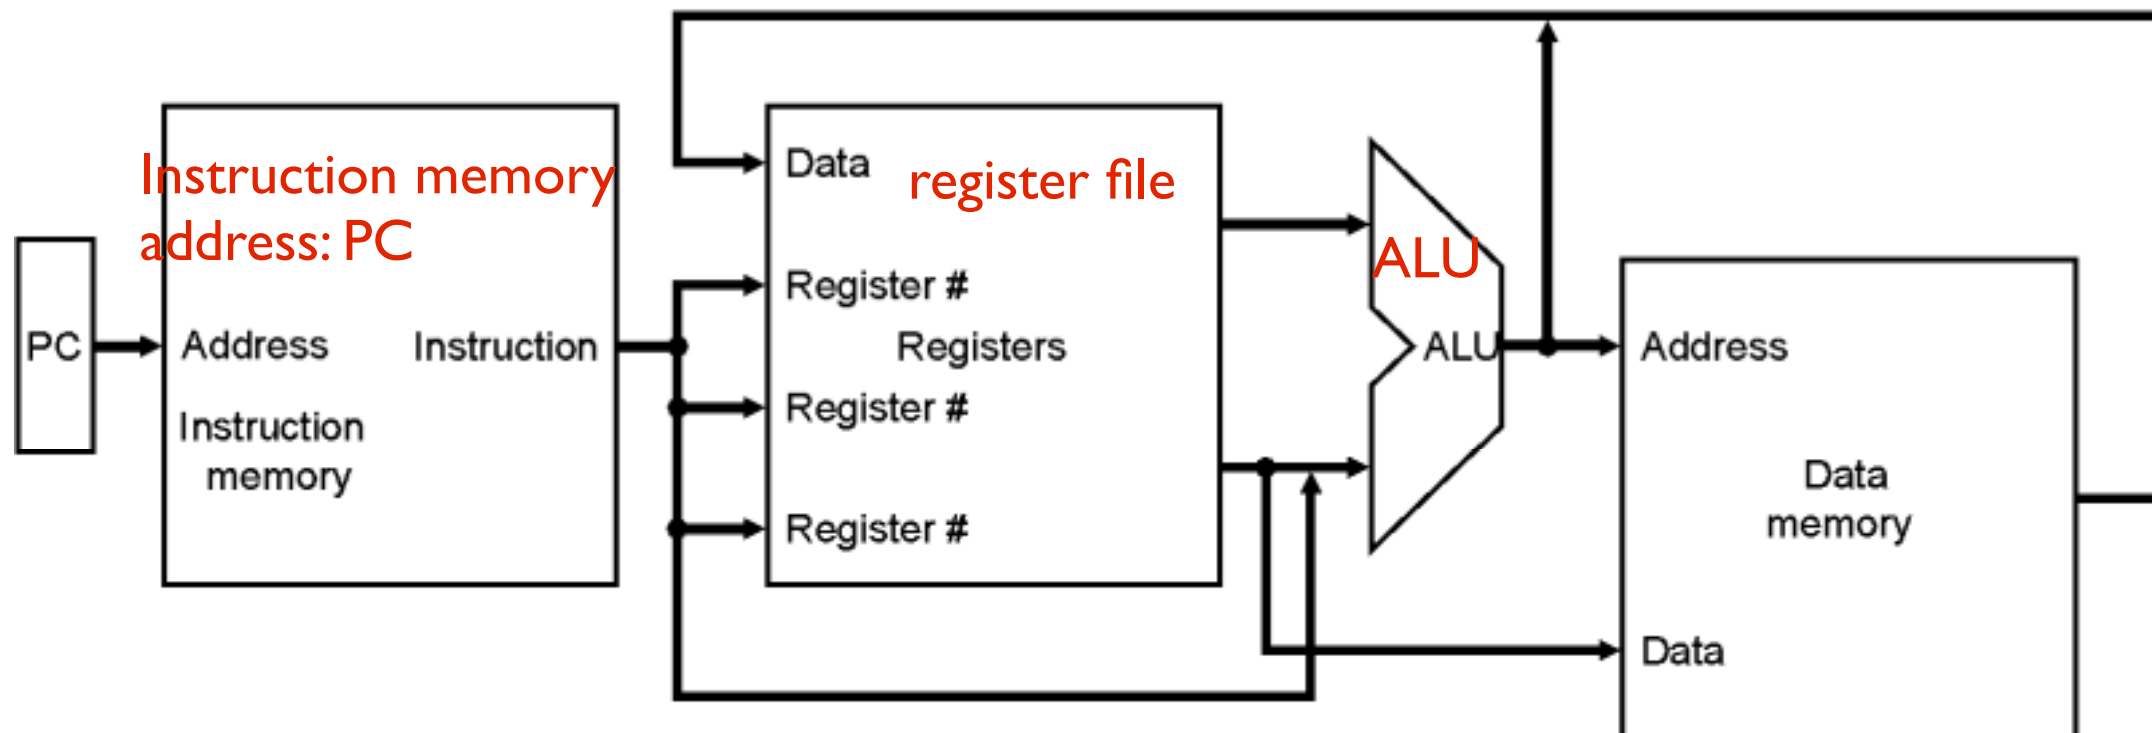 Instruction memory
address: PC
PC
Address
Instruction
Instruction
memory
Data
register file
Register #
Registers
Register #
Register #
ALU
ALU
Address
Data
memory
Data